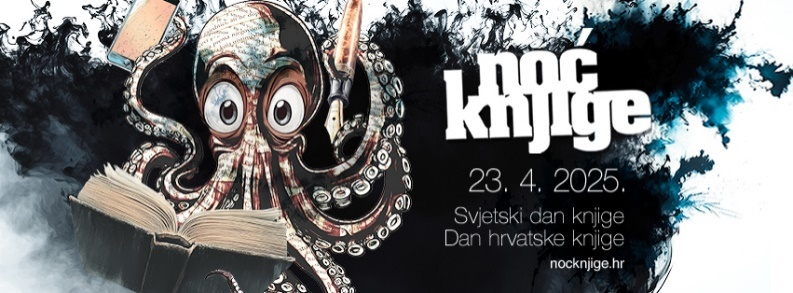 noć
knjige
23. 4. 2025.
Svjetski dan knjige
Dan hrvatske knjige
nocknjige.hr